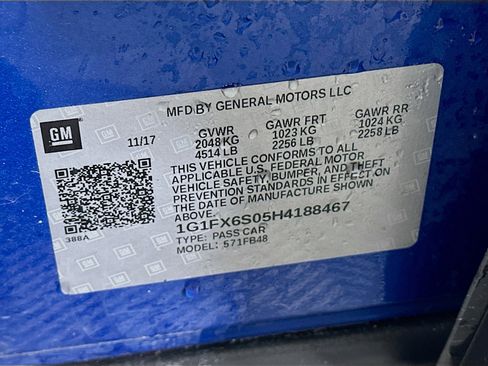 MFD BY GENERAL MOTORS LLC
GM
11/17 GVWR GAWR FRT GAWR RR
2048 KG 1023 KG 1024 KG
4514 LB 2256 LB 2258 LB
THIS VEHICLE CONFORMS TO ALL
APPLICABLE U.S. FEDERAL MOTOR
VEHICLE SAFETY, BUMPER, AND THEFT
PREVENTION STANDARDS IN EFFECT ON
THE DATE OF MANUFACTURE SHOWN
ABOVE.
1G1FX6S05H4188467
TYPE: PASS CAR
MODEL: 571FB48
388A